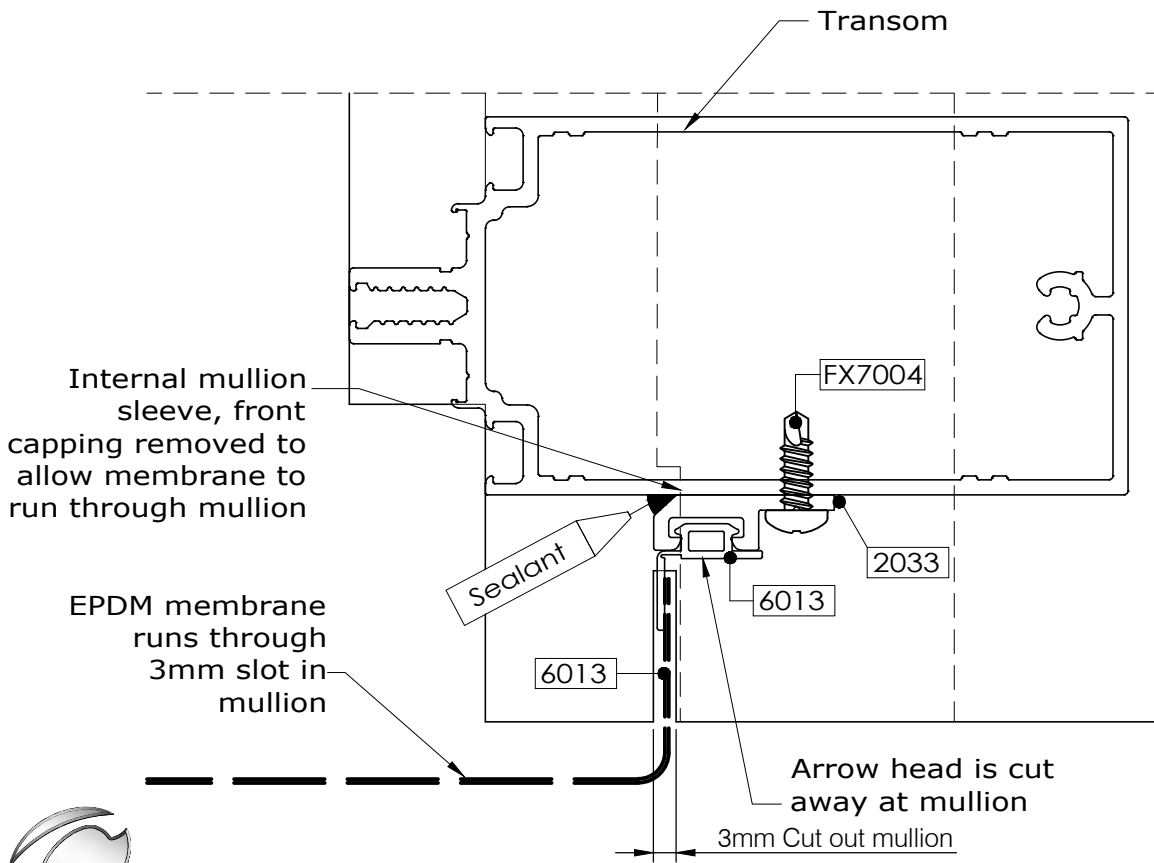 Transom
FX7004
Internal mullion
sleeve, front
capping removed to
allow membrane to
run through mullion
Sealant
2033
6013
EPDM membrane
runs through
3mm slot in
mullion
6013
Arrow head is cut
away at mullion
3mm Cut out mullion